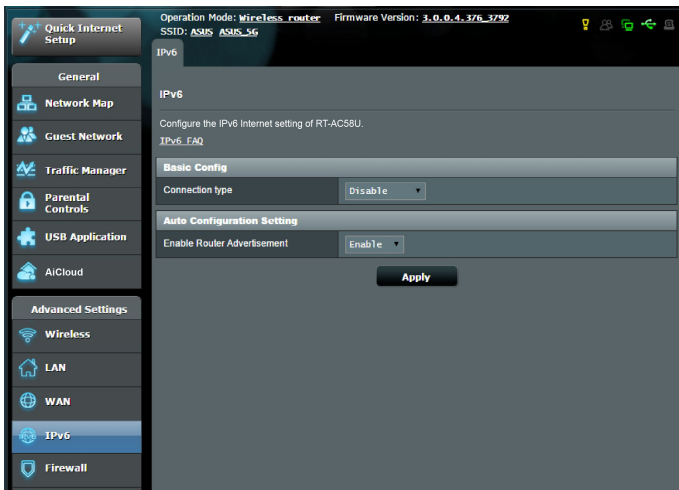 Quick Internet
Setup
Operation Mode: Wireless router Firmware Version: 3.0.0.4.376_3792
SSID: ASUS ASUS_5G
IPv6
General
Network Map
Guest Network
Traffic Manager
Parental
Controls
USB Application
AiCloud
Advanced Settings
Wireless
LAN
WAN
IPv6
Firewall
IPv6
Configure the IPv6 Internet setting of RT-AC58U.
IPv6 FAQ
Basic Config
Connection type Disable
Auto Configuration Setting
Enable Router Advertisement Enable
Apply